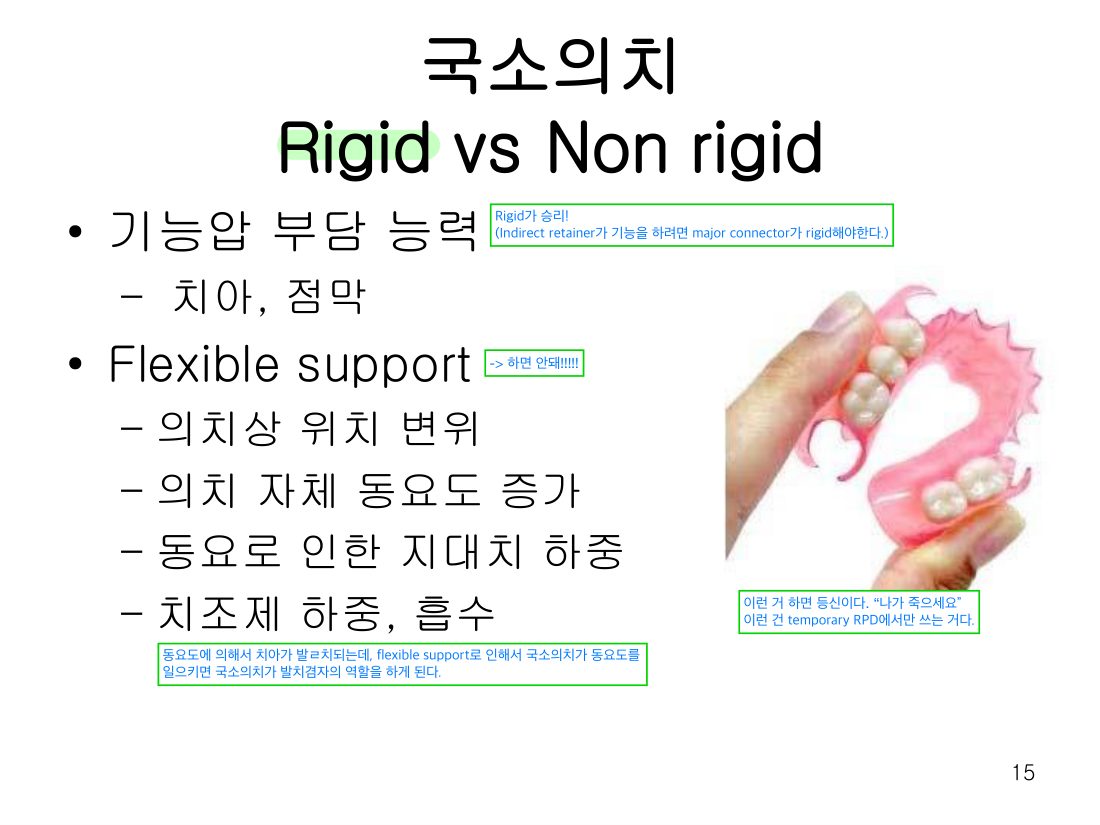 국소의치
Rigid vs Non rigid
• 기능압 부담 능력
Rigid가 승리!
(Indirect retainer가 기능을 하려면 major connector가 rigid해야한다.)
– 치아, 점막
• Flexible support
-> 하면 안돼!!!!!
– 의치상 위치 변위
– 의치 자체 동요도 증가
– 동요로 인한 지대치 하중
– 치조제 하중, 흡수
동요도에 의해서 치아가 발ㄹ치되는데, flexible support로 인해서 국소의치가 동요도를
일으키면 국소의치가 발치겸자의 역할을 하게 된다.
이런 거 하면 등신이다. “나가 죽으세요”
이런 건 temporary RPD에서만 쓰는 거다.
15